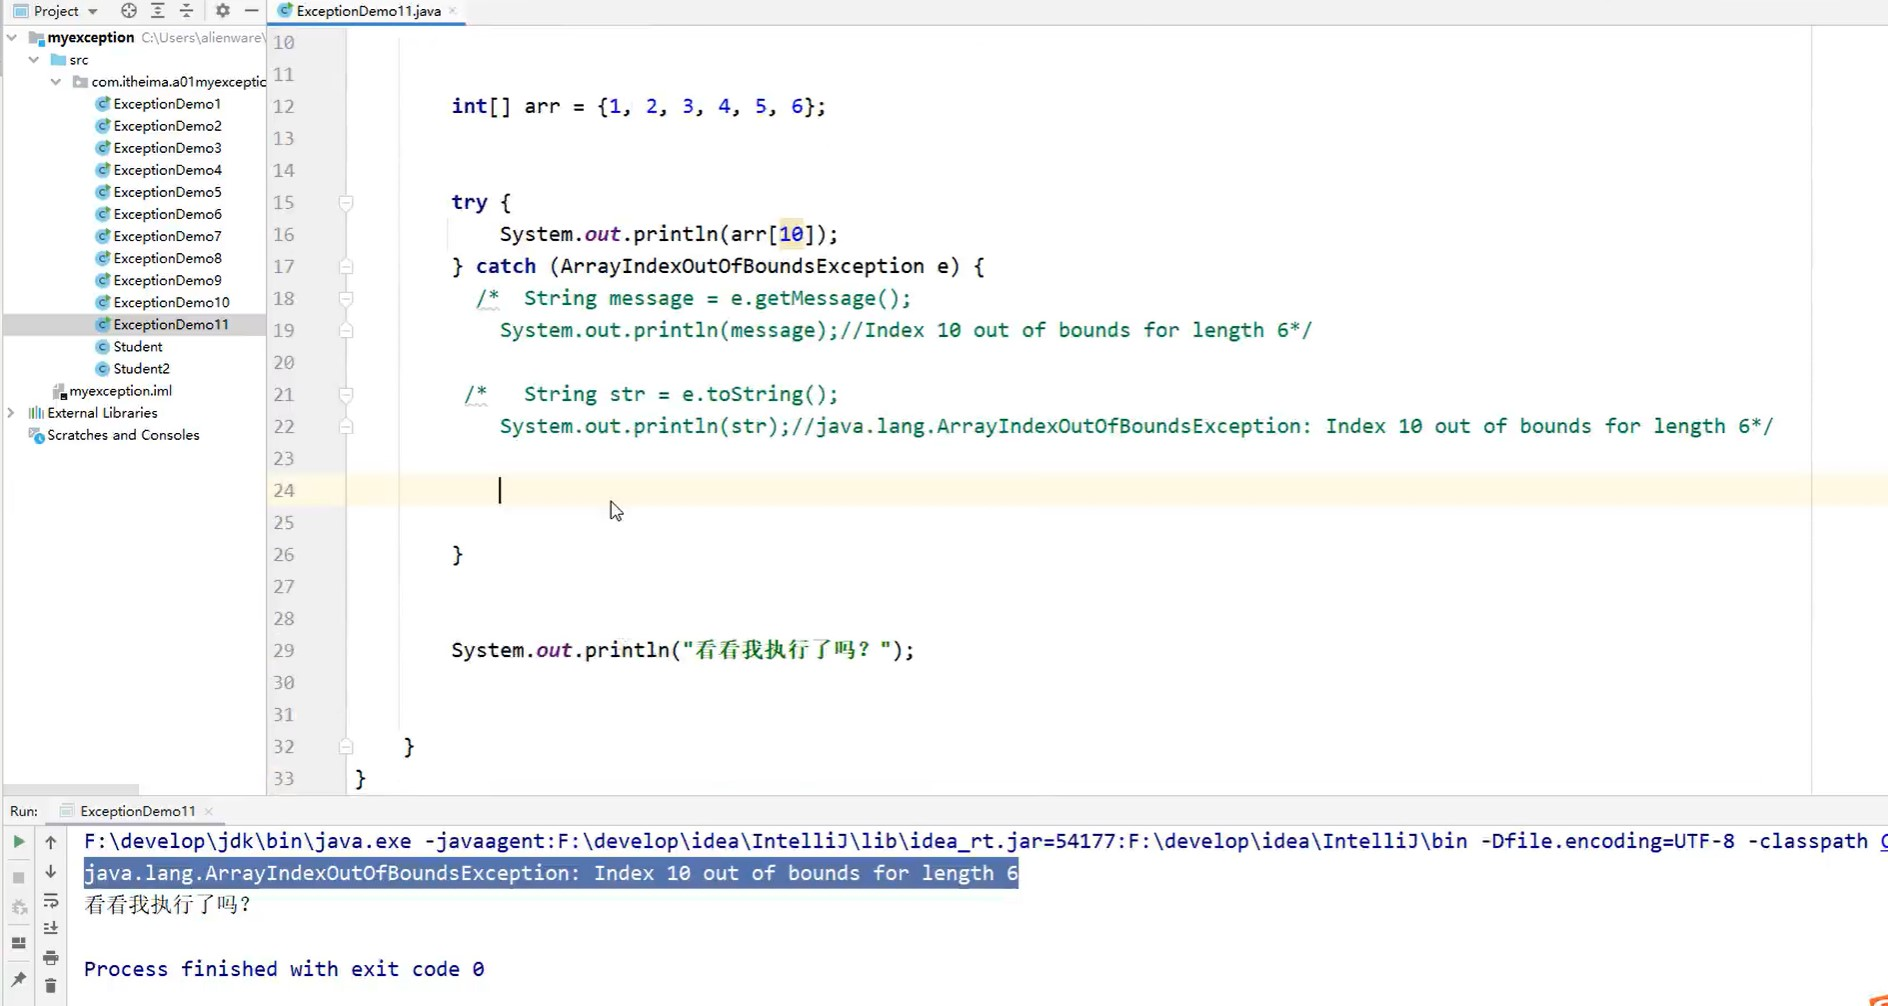 Project
ExceptionDemo11.java
myexception C:\Users\alienware\
src
com.itheima.a01myexceptic
ExceptionDemo1
ExceptionDemo2
ExceptionDemo3
ExceptionDemo4
ExceptionDemo5
ExceptionDemo6
ExceptionDemo7
ExceptionDemo8
ExceptionDemo9
ExceptionDemo10
ExceptionDemo11
Student
Student2
myexception.iml
External Libraries
Scratches and Consoles
10
11
12 int[] arr = {1, 2, 3, 4, 5, 6};
13
14
15 try {
16 System.out.println(arr[10]);
17 } catch (ArrayIndexOutOfBoundsException e) {
18 /* String message = e.getMessage();
19 System.out.println(message);//Index 10 out of bounds for length 6*/
20
21 /* String str = e.toString();
22 System.out.println(str);//java.lang.ArrayIndexOutOfBoundsException: Index 10 out of bounds for length 6*/
23
24
25
26 }
27
28
29 System.out.println("看看我执行了吗？");
30
31
32 }
33 }
Run: ExceptionDemo11
F:\develop\jdk\bin\java.exe -javaagent:F:\develop\idea\IntelliJ\lib\idea_rt.jar=54177:F:\develop\idea\IntelliJ\bin -Dfile.encoding=UTF-8 -classpath C
java.lang.ArrayIndexOutOfBoundsException: Index 10 out of bounds for length 6
看看我执行了吗？
Process finished with exit code 0